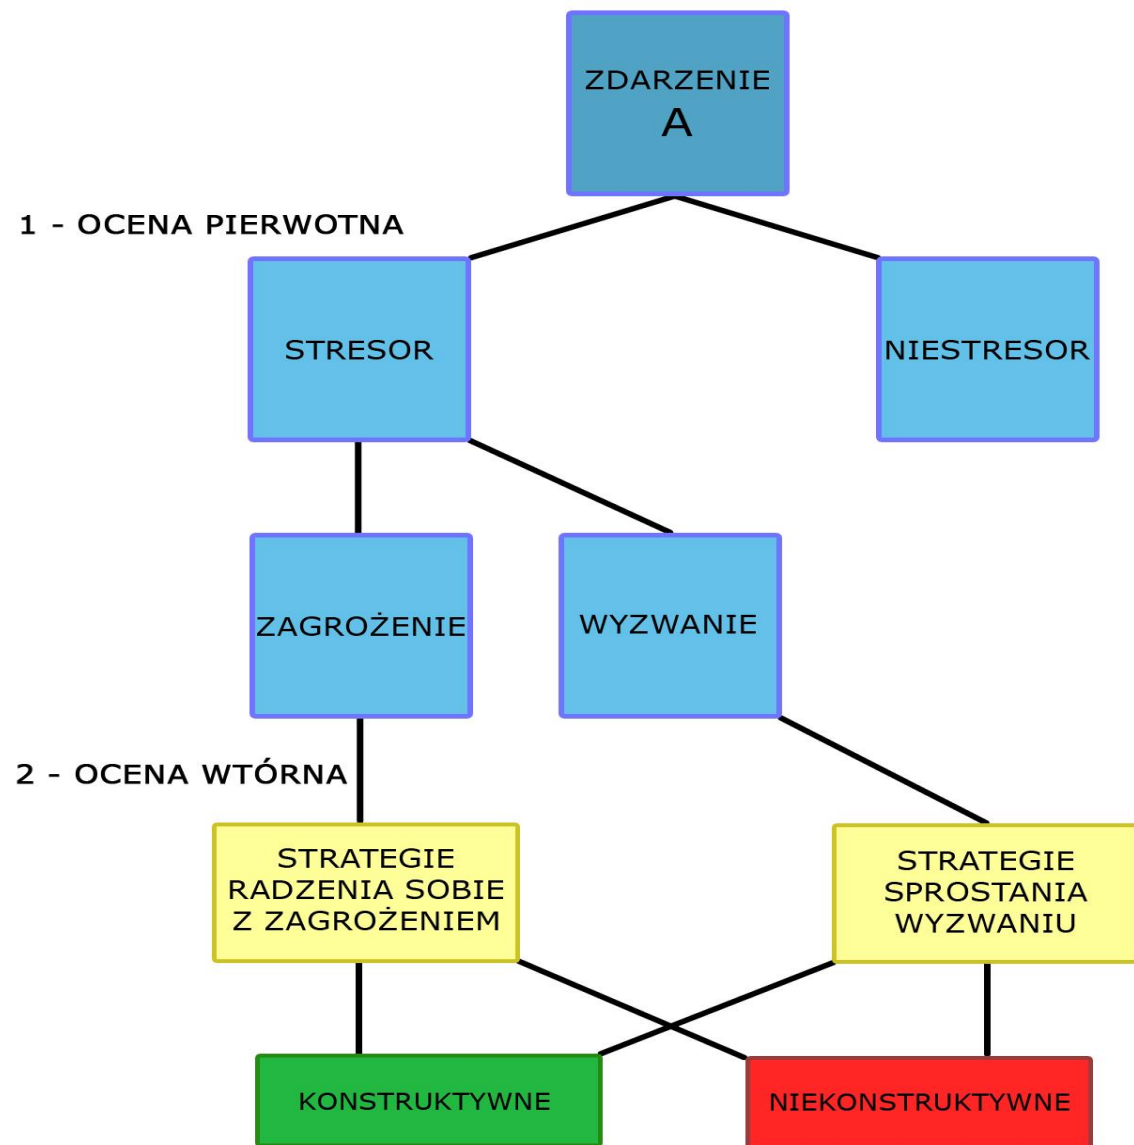 ZDARZENIE
A
1 - OCENA PIERWOTNA
STRESOR
NIESTRESOR
ZAGROŻENIE
WYZWANIE
2 - OCENA WTÓRNA
STRATEGIE
RADZENIA SOBIE
Z ZAGROŻENIEM
STRATEGIE
SPROSTANIA
WYZWANIU
KONSTRUKTYWNE
NIEKONSTRUKTYWNE